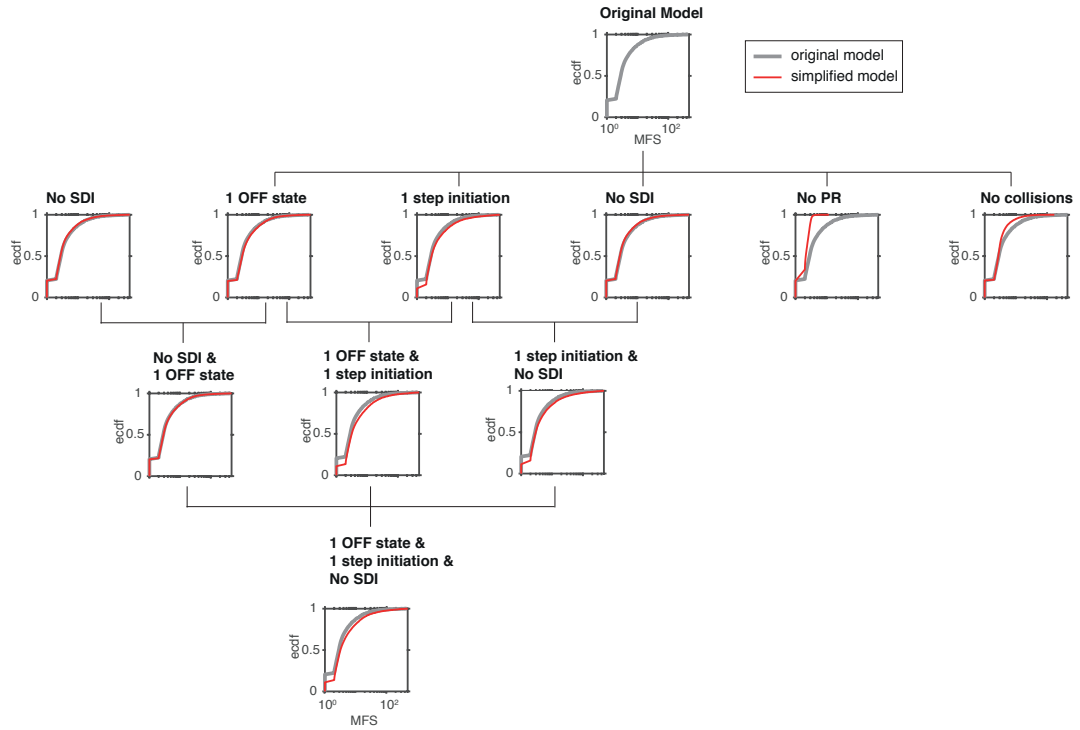 Original Model
1
0.5
0
ecdf
10⁰
10²
MFS
original model
simplified model
No SDI
1 OFF state
1 step initiation
No SDI
No PR
No collisions
1
0.5
0
ecdf
1
0.5
0
ecdf
1
0.5
0
ecdf
1
0.5
0
ecdf
1
0.5
0
ecdf
1
0.5
0
ecdf
No SDI &
1 OFF state
1 OFF state &
1 step initiation
1 step initiation &
No SDI
1
0.5
0
ecdf
1
0.5
0
ecdf
1
0.5
0
ecdf
1 OFF state &
1 step initiation &
No SDI
1
0.5
0
ecdf
10⁰
10²
MFS